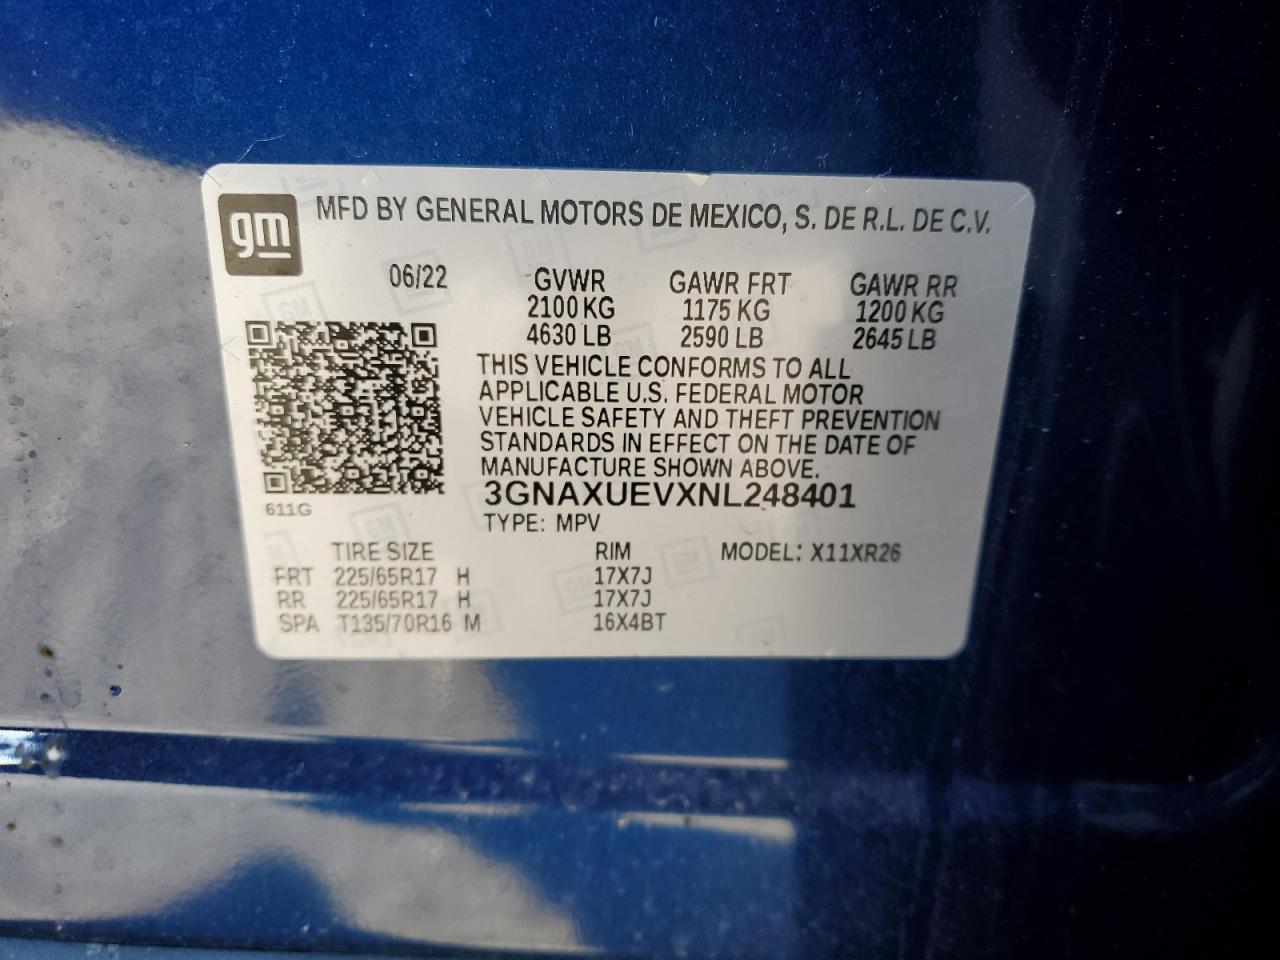 gm MFD BY GENERAL MOTORS DE MEXICO, S. DE R.L. DE C.V.
06/22 GVWR GAWR FRT GAWR RR
2100 KG 1175 KG 1200 KG
4630 LB 2590 LB 2645 LB
THIS VEHICLE CONFORMS TO ALL
APPLICABLE U.S. FEDERAL MOTOR
VEHICLE SAFETY AND THEFT PREVENTION
STANDARDS IN EFFECT ON THE DATE OF
MANUFACTURE SHOWN ABOVE.
3GNAXUEVXNL248401
611G
TYPE: MPV
TIRE SIZE RIM MODEL: X11XR26
FRT 225/65R17 H 17X7J
RR 225/65R17 H 17X7J
SPA T135/70R16 M 16X4BT